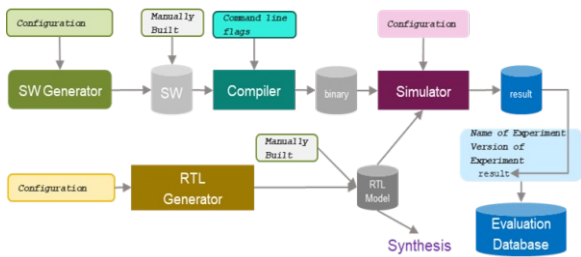 Configuration
Manually
Built
Command line
flags
Configuration
SW Generator
SW
Compiler
binary
Simulator
result
Name of Experiment
Version of
Experiment
result
Manually
Built
Configuration
RTL
Generator
RTL
Model
Evaluation
Database
Synthesis